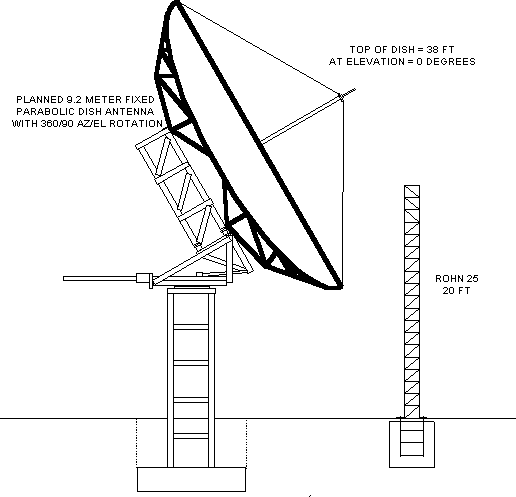 TOP OF DISH = 38 FT
AT ELEVATION = 0 DEGREES
PLANNED 9.2 METER FIXED
PARABOLIC DISH ANTENNA
WITH 360/90 AZ/EL ROTATION
ROHN 25
20 FT